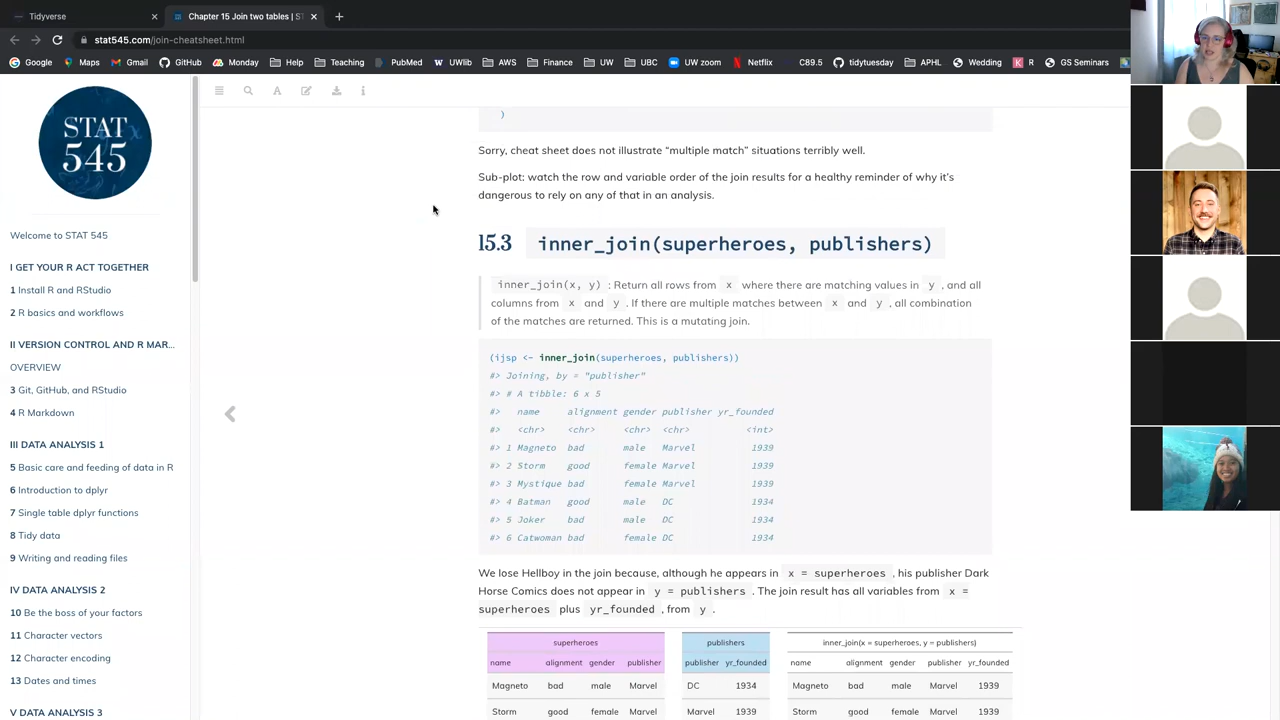 Tidyverse
Chapter 15 Join two tables | ST
stat545.com/join-cheatsheet.html
Google Maps Gmail GitHub Monday Help Teaching PubMed UWlib AWS Finance UW UBC UW zoom Netflix C89.5 tidytuesday APHL Wedding R GS Seminars
STAT
545
Welcome to STAT 545
I GET YOUR R ACT TOGETHER
1 Install R and RStudio
2 R basics and workflows
II VERSION CONTROL AND R MAR…
OVERVIEW
3 Git, GitHub, and RStudio
4 R Markdown
III DATA ANALYSIS 1
5 Basic care and feeding of data in R
6 Introduction to dplyr
7 Single table dplyr functions
8 Tidy data
9 Writing and reading files
IV DATA ANALYSIS 2
10 Be the boss of your factors
11 Character vectors
12 Character encoding
13 Dates and times
V DATA ANALYSIS 3
)
Sorry, cheat sheet does not illustrate “multiple match” situations terribly well.
Sub-plot: watch the row and variable order of the join results for a healthy reminder of why it’s
dangerous to rely on any of that in an analysis.
15.3 inner_join(superheroes, publishers)
inner_join(x, y) : Return all rows from x where there are matching values in y , and all
columns from x and y . If there are multiple matches between x and y , all combination
of the matches are returned. This is a mutating join.
(ijsp <- inner_join(superheroes, publishers))
#> Joining, by = "publisher"
#> # A tibble: 6 x 5
#> name alignment gender publisher yr_founded
#> <chr> <chr> <chr> <chr> <int>
#> 1 Magneto bad male Marvel 1939
#> 2 Storm good female Marvel 1939
#> 3 Mystique bad female Marvel 1939
#> 4 Batman good male DC 1934
#> 5 Joker bad male DC 1934
#> 6 Catwoman bad female DC 1934
We lose Hellboy in the join because, although he appears in x = superheroes , his publisher Dark
Horse Comics does not appear in y = publishers . The join result has all variables from x =
superheroes plus yr_founded , from y .
superheroes publishers inner_join(x = superheroes, y = publishers)
name alignment gender publisher publisher yr_founded name alignment gender publisher yr_founded
Magneto bad male Marvel DC 1934 Magneto bad male Marvel 1939
Storm good female Marvel Marvel 1939 Storm good female Marvel 1939